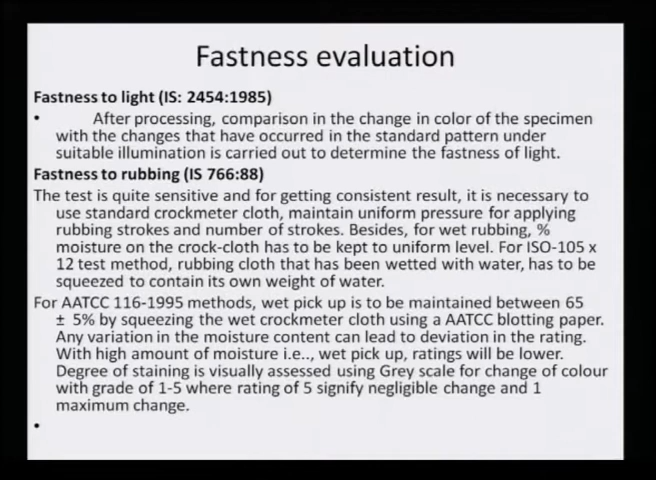 Fastness evaluation
Fastness to light (IS: 2454:1985)
• After processing, comparison in the change in color of the specimen
with the changes that have occurred in the standard pattern under
suitable illumination is carried out to determine the fastness of light.
Fastness to rubbing (IS 766:88)
The test is quite sensitive and for getting consistent result, it is necessary to
use standard crockmeter cloth, maintain uniform pressure for applying
rubbing strokes and number of strokes. Besides, for wet rubbing, %
moisture on the crock-cloth has to be kept to uniform level. For ISO-105 x
12 test method, rubbing cloth that has been wetted with water, has to be
squeezed to contain its own weight of water.
For AATCC 116-1995 methods, wet pick up is to be maintained between 65
± 5% by squeezing the wet crockmeter cloth using a AATCC blotting paper.
Any variation in the moisture content can lead to deviation in the rating.
With high amount of moisture i.e.., wet pick up, ratings will be lower.
Degree of staining is visually assessed using Grey scale for change of colour
with grade of 1-5 where rating of 5 signify negligible change and 1
maximum change.
•